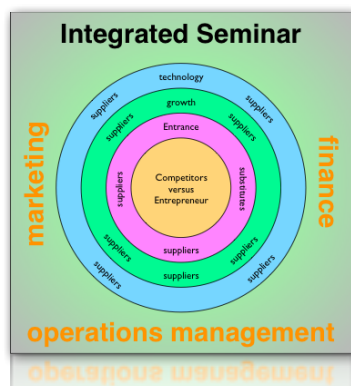 Integrated Seminar
technology
suppliers
suppliers
growth
suppliers
suppliers
Entrance
marketing
suppliers
Competitors
versus
Entrepreneur
substitutes
finance
suppliers
suppliers
suppliers
suppliers
suppliers
suppliers
operations management